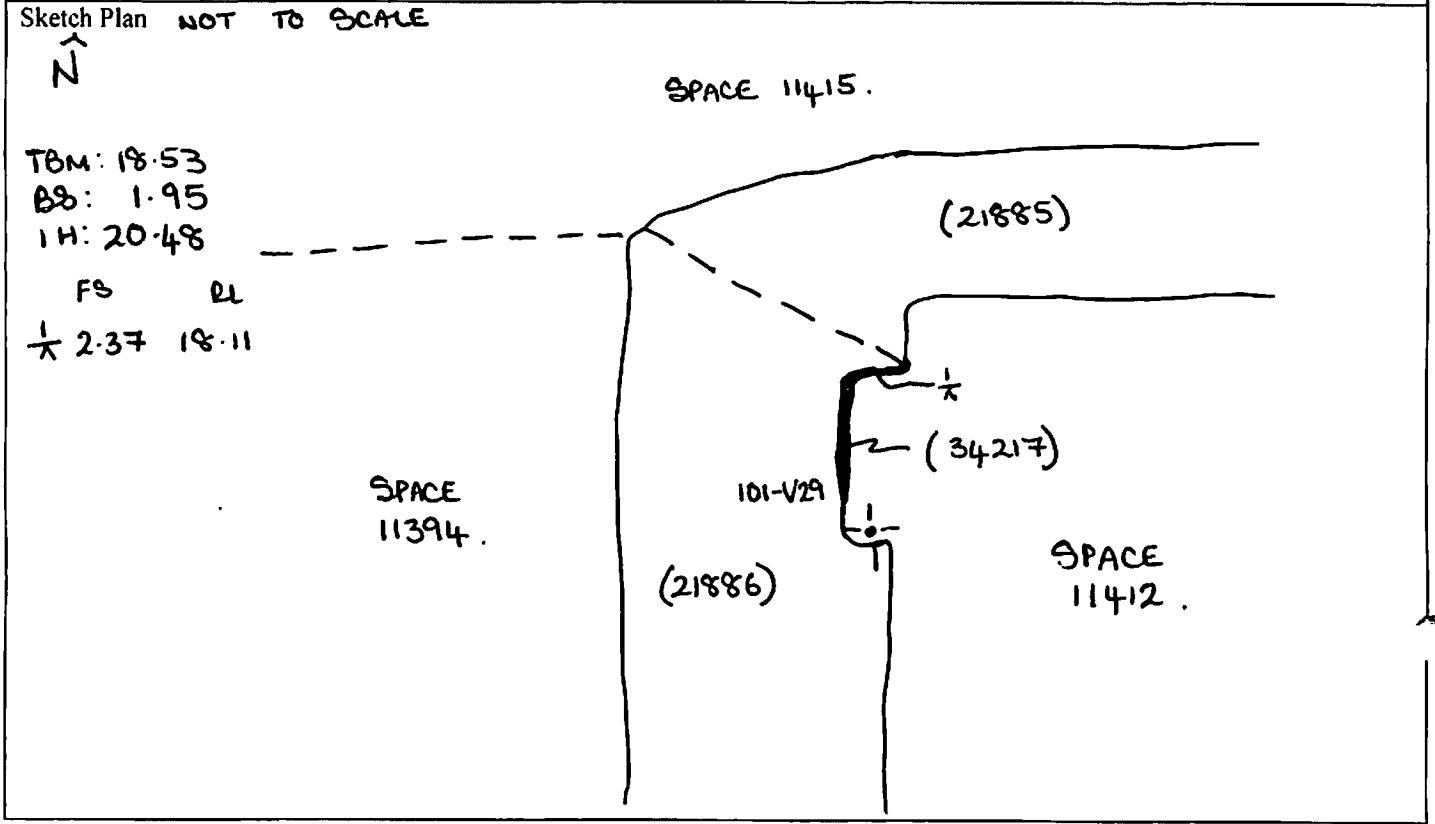 Sketch Plan NOT TO SCALE
N
SPACE 11415.
TBM: 18.53
BS: 1.95
IH: 20.48
FS RL
1 2.37 18.11
(21885)
1
(34217)
101-V29
SPACE
11394.
(21886)
SPACE
11412.